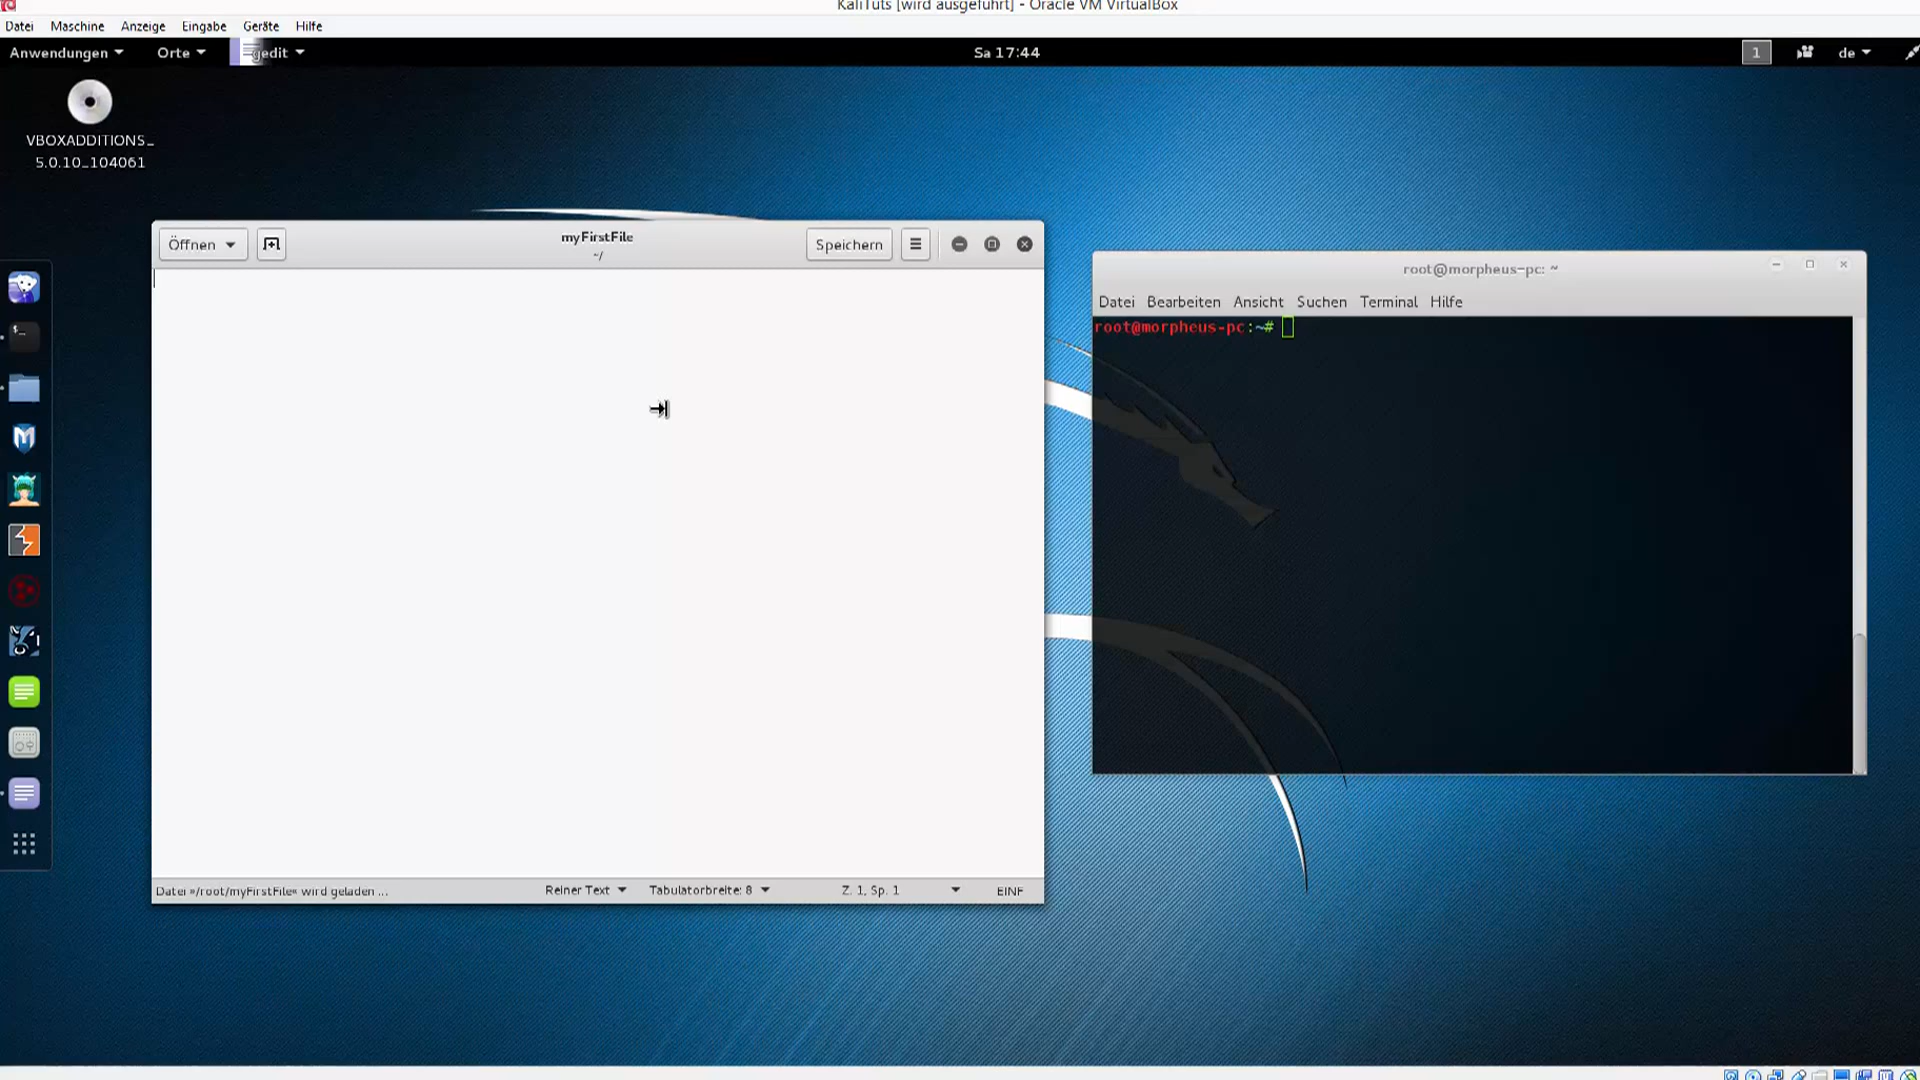 KaliTuts [wird ausgeführt] - Oracle VM VirtualBox
Datei Maschine Anzeige Eingabe Geräte Hilfe
Anwendungen Orte gedit Sa 17:44 1 de
VBOXADDITIONS_
5.0.10_104061
Öffnen myFirstFile Speichern
~/
root@morpheus-pc: ~
Datei Bearbeiten Ansicht Suchen Terminal Hilfe
root@morpheus-pc:~#
Datei »/root/myFirstFile« wird geladen ... Reiner Text Tabulatorbreite: 8 Z. 1, Sp. 1 EINF